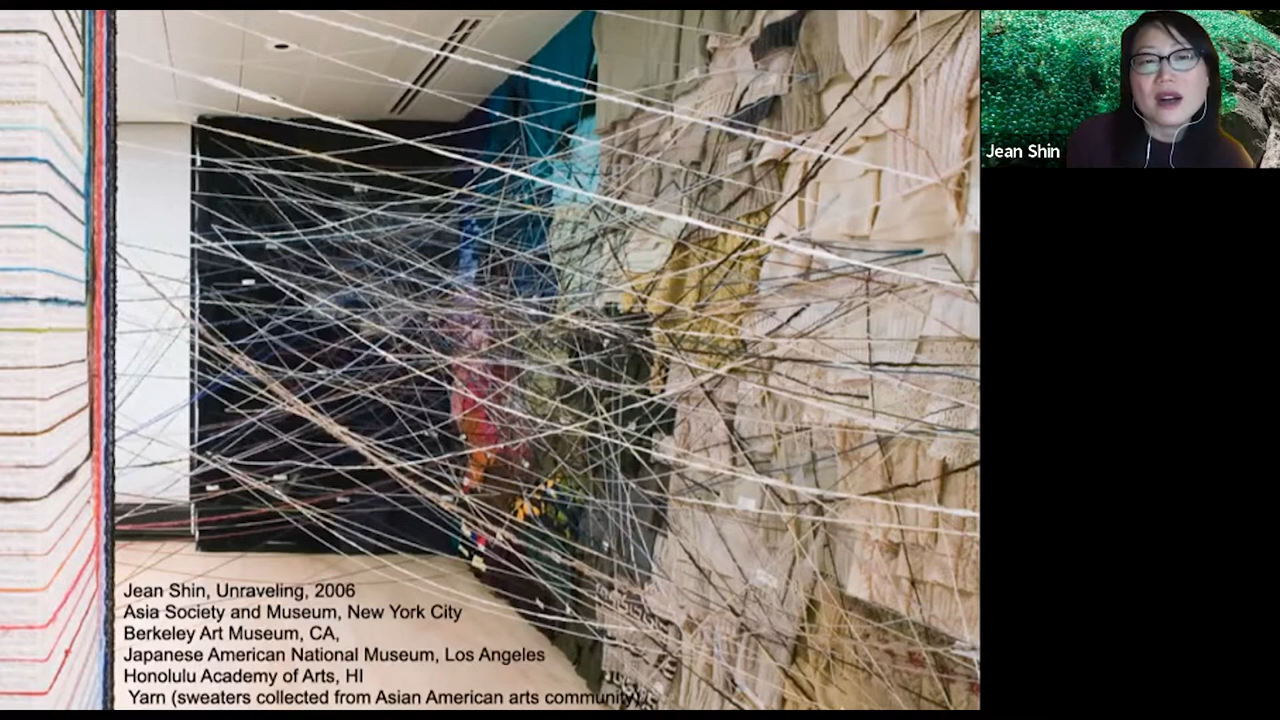 Jean Shin
Jean Shin, Unraveling, 2006
Asia Society and Museum, New York City
Berkeley Art Museum, CA,
Japanese American National Museum, Los Angeles
Honolulu Academy of Arts, HI
Yarn (sweaters collected from Asian American arts community)